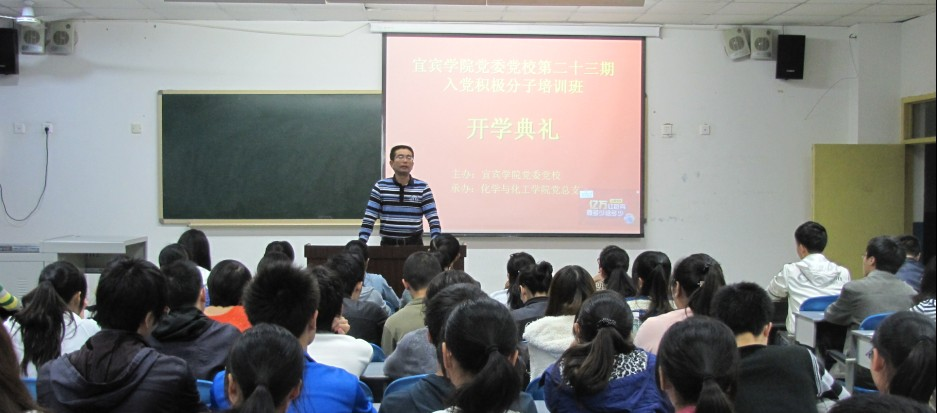 宜宾学院党委党校第二十三期
入党积极分子培训班
开学典礼
主办：宜宾学院党委党校
承办：化学与化工学院党总支